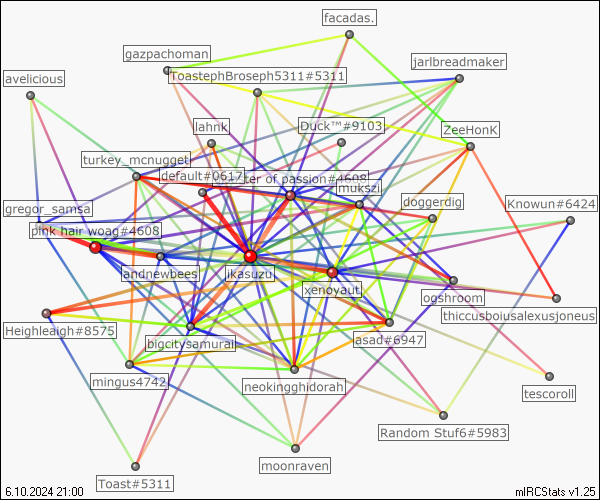 facadas.
gazpachoman
jarlbreadmaker
ToastephBroseph5311#5311
avelicious
lahnk
Duck™#9103
ZeeHonK
turkey_mcnugget
default#0617
ter of passion#4608
mukszi
doggerdig
Knowun#6424
gregor_samsa
pink hair woag#4608
andnewbees
ikasuzu
xenoyaut
ogshroom
thiccusboiusalexusjoneus
Heighleaigh#8575
bigcitysamurai
asad#6947
mingus4742
neokingghidorah
tescoroll
Random Stuf6#5983
moonraven
Toast#5311
6.10.2024 21:00
mIRCStats v1.25